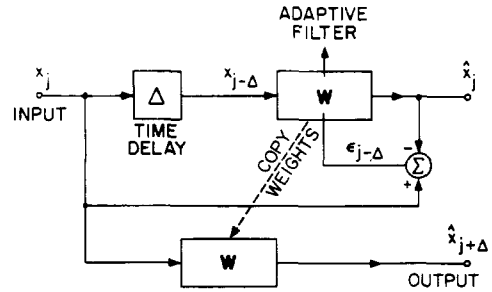 ADAPTIVE
FILTER
x_j
INPUT
Δ
TIME
DELAY
x_{j-Δ}
W
x̂_j
COPY
WEIGHTS
ϵ_{j-Δ}
-
Σ
+
W
x̂_{j+Δ}
OUTPUT